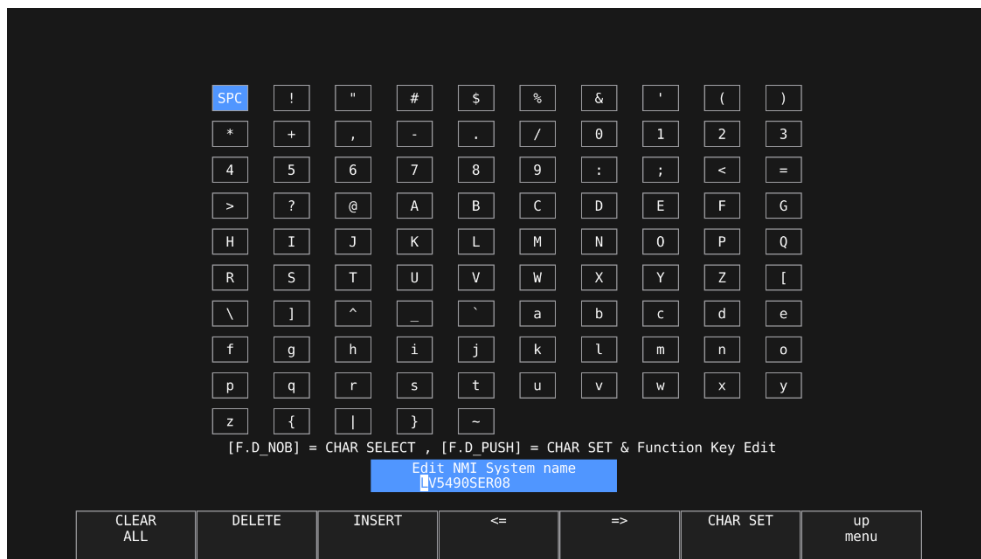 SPC ! " # $ % & ' ( )
* + , - . / 0 1 2 3
4 5 6 7 8 9 : ; < =
> ? @ A B C D E F G
H I J K L M N O P Q
R S T U V W X Y Z [
\ ] ^ _ ` a b c d e
f g h i j k l m n o
p q r s t u v w x y
z { | } ~
[F.D_NOB] = CHAR SELECT , [F.D_PUSH] = CHAR SET & Function Key Edit
Edit NMI System name
LV5490SER08
CLEAR ALL DELETE INSERT <= => CHAR SET up menu